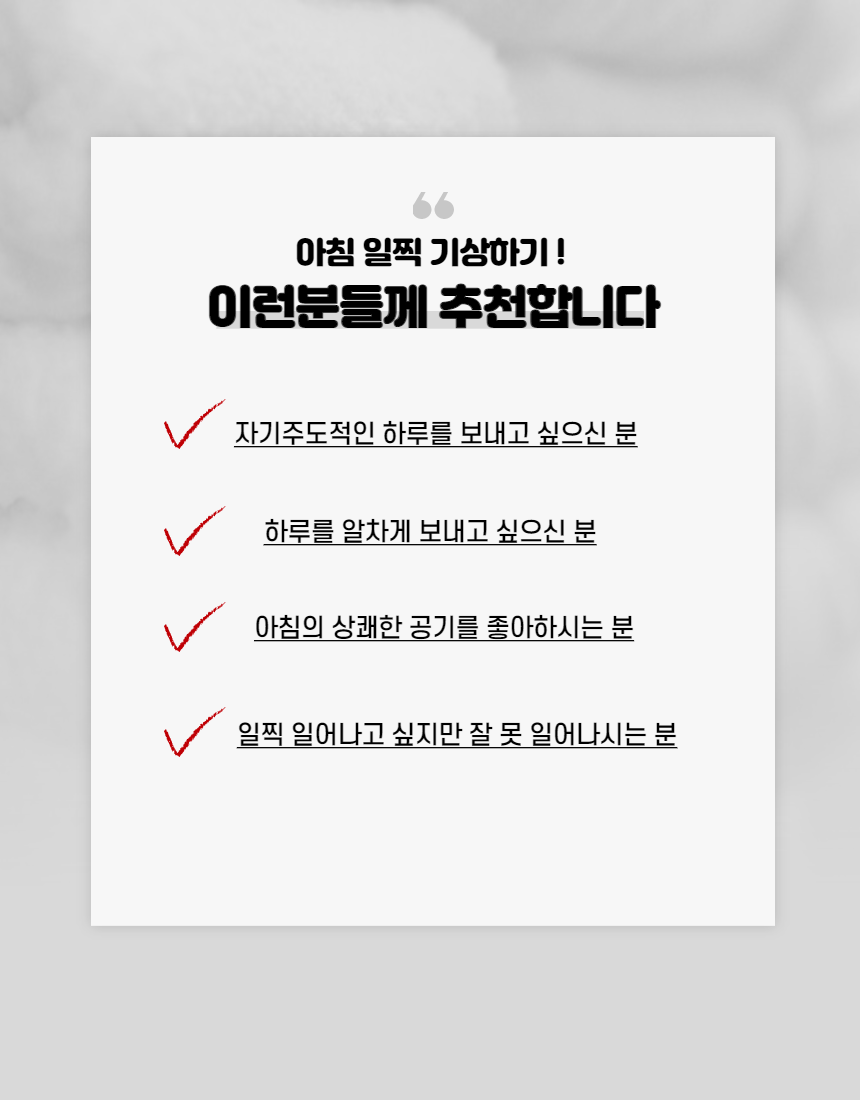 ❝
아침 일찍 기상하기 !
이런분들께 추천합니다
자기주도적인 하루를 보내고 싶으신 분
하루를 알차게 보내고 싶으신 분
아침의 상쾌한 공기를 좋아하시는 분
일찍 일어나고 싶지만 잘 못 일어나시는 분